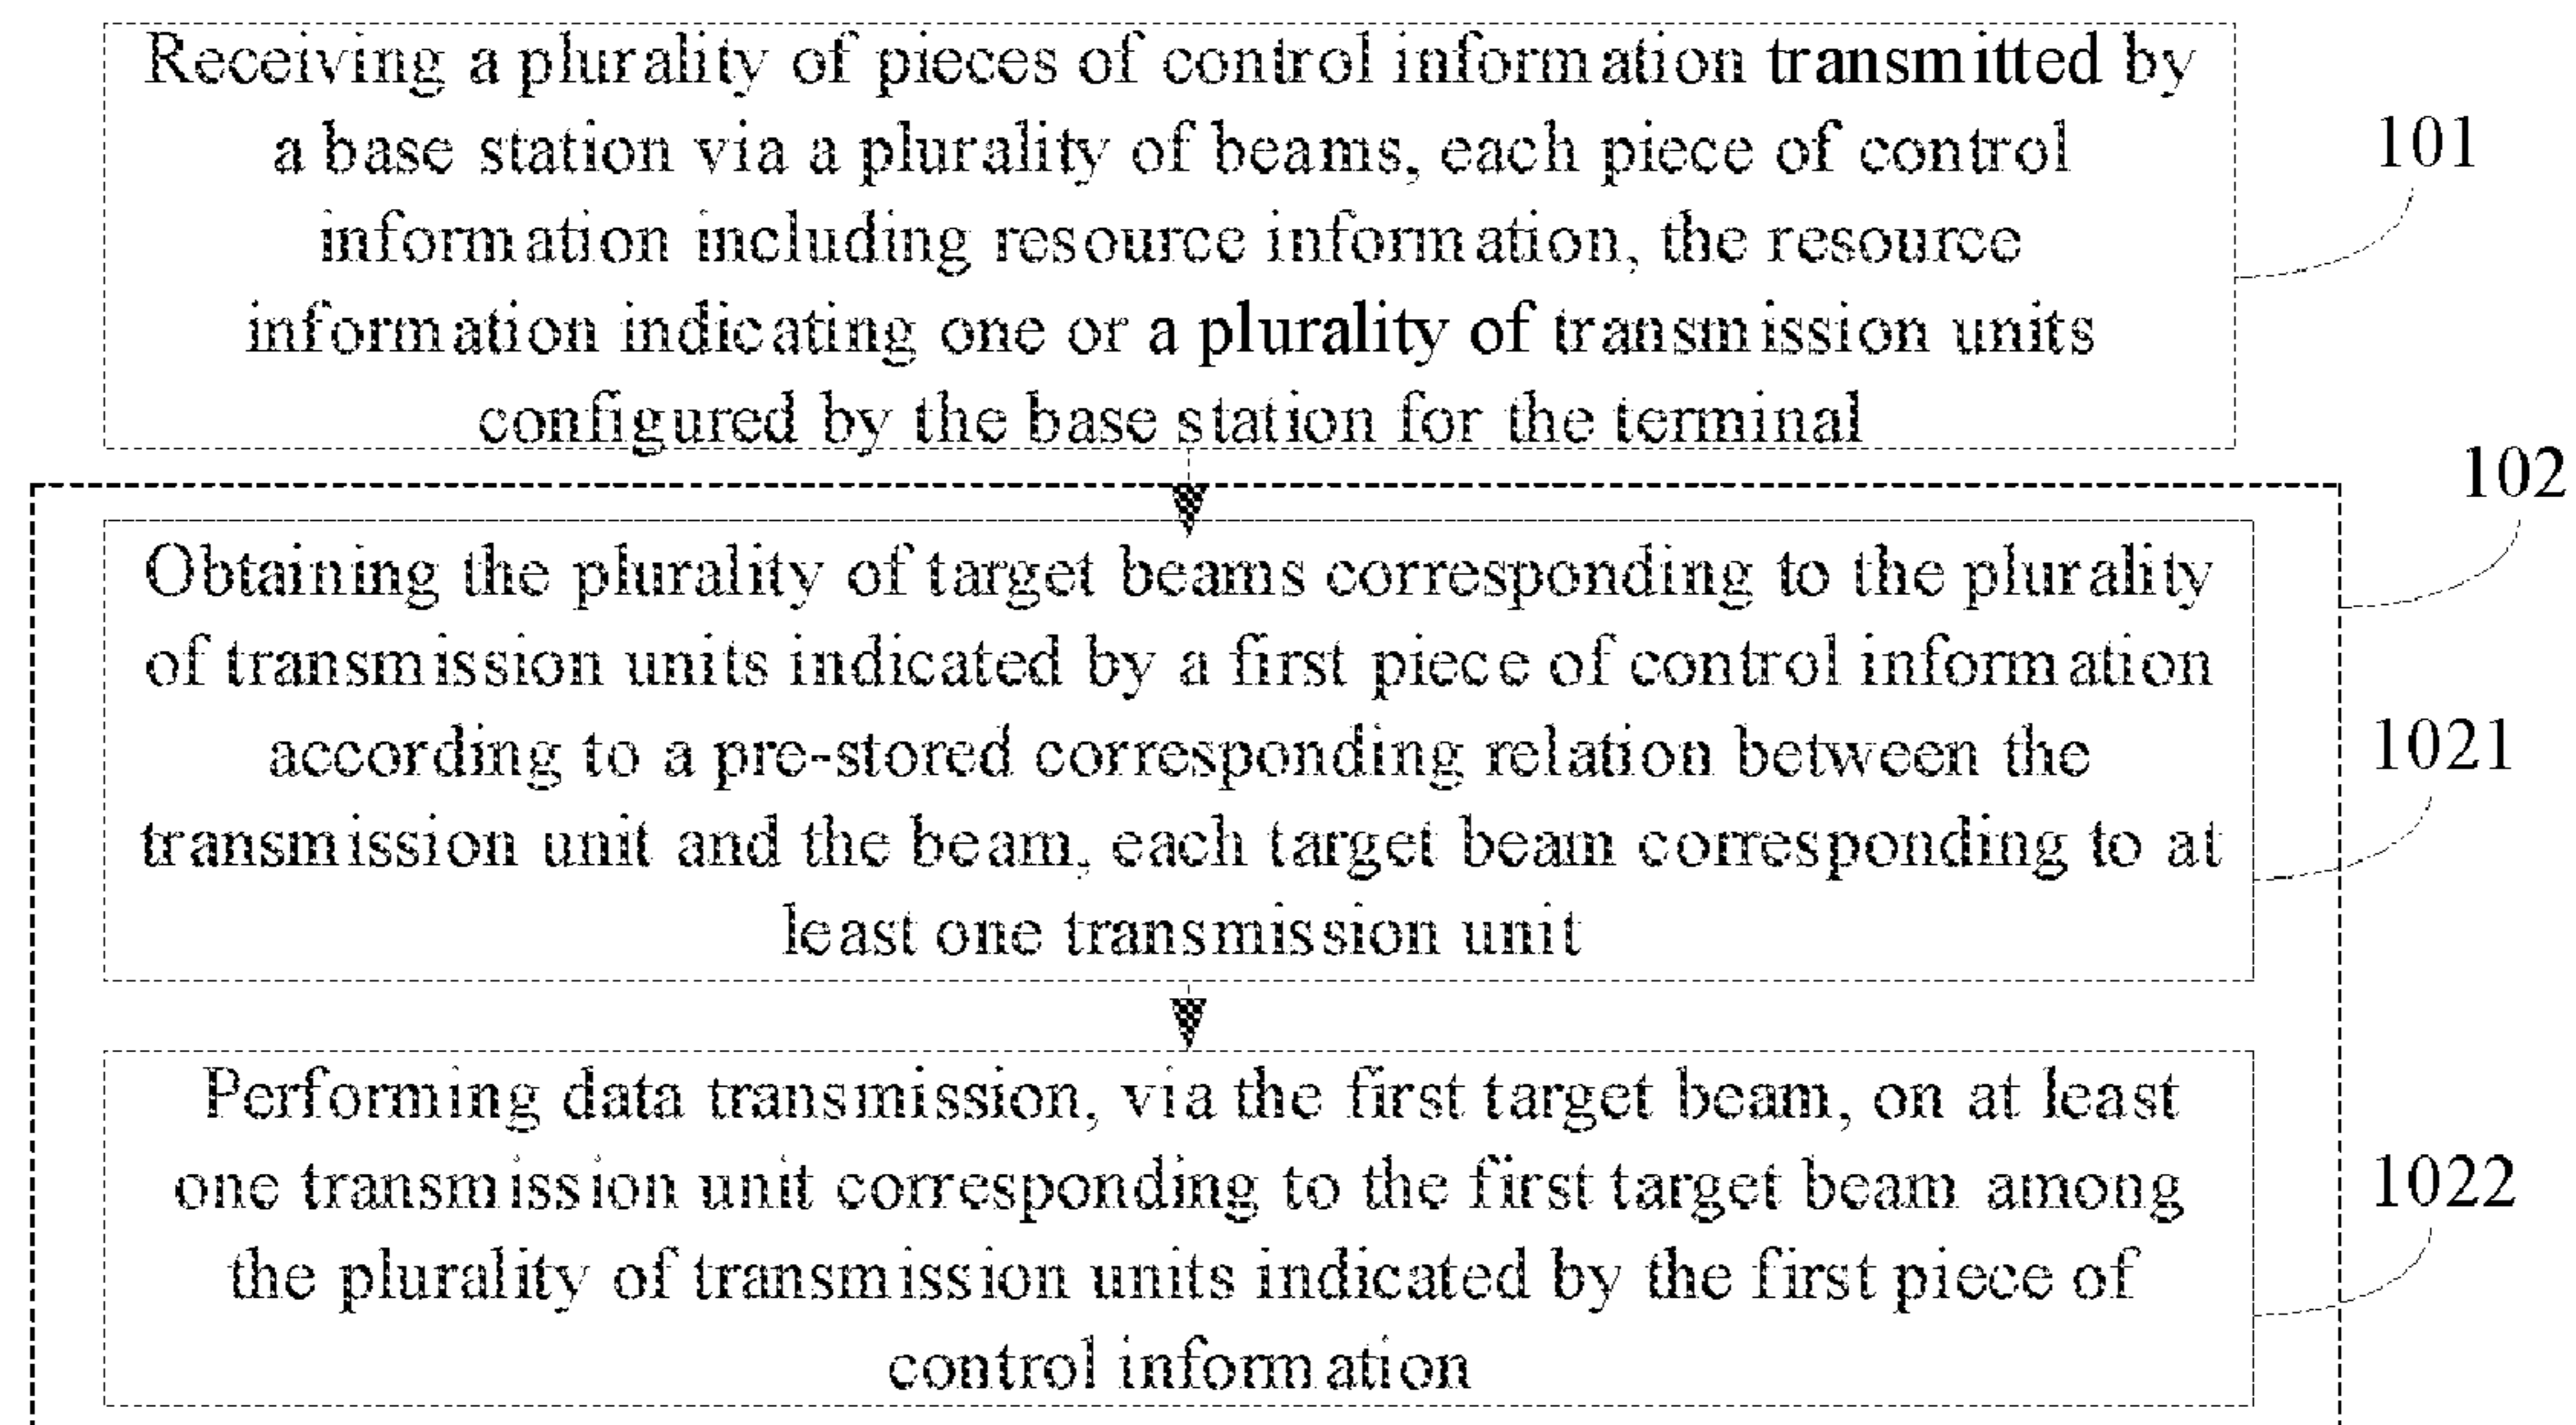 Receiving a plurality of pieces of control information transmitted by
a base station via a plurality of beams, each piece of control
information including resource information, the resource
information indicating one or a plurality of transmission units
configured by the base station for the terminal
101
102
Obtaining the plurality of target beams corresponding to the plurality
of transmission units indicated by a first piece of control information
according to a pre-stored corresponding relation between the
transmission unit and the beam, each target beam corresponding to at
least one transmission unit
1021
Performing data transmission, via the first target beam, on at least
one transmission unit corresponding to the first target beam among
the plurality of transmission units indicated by the first piece of
control information
1022